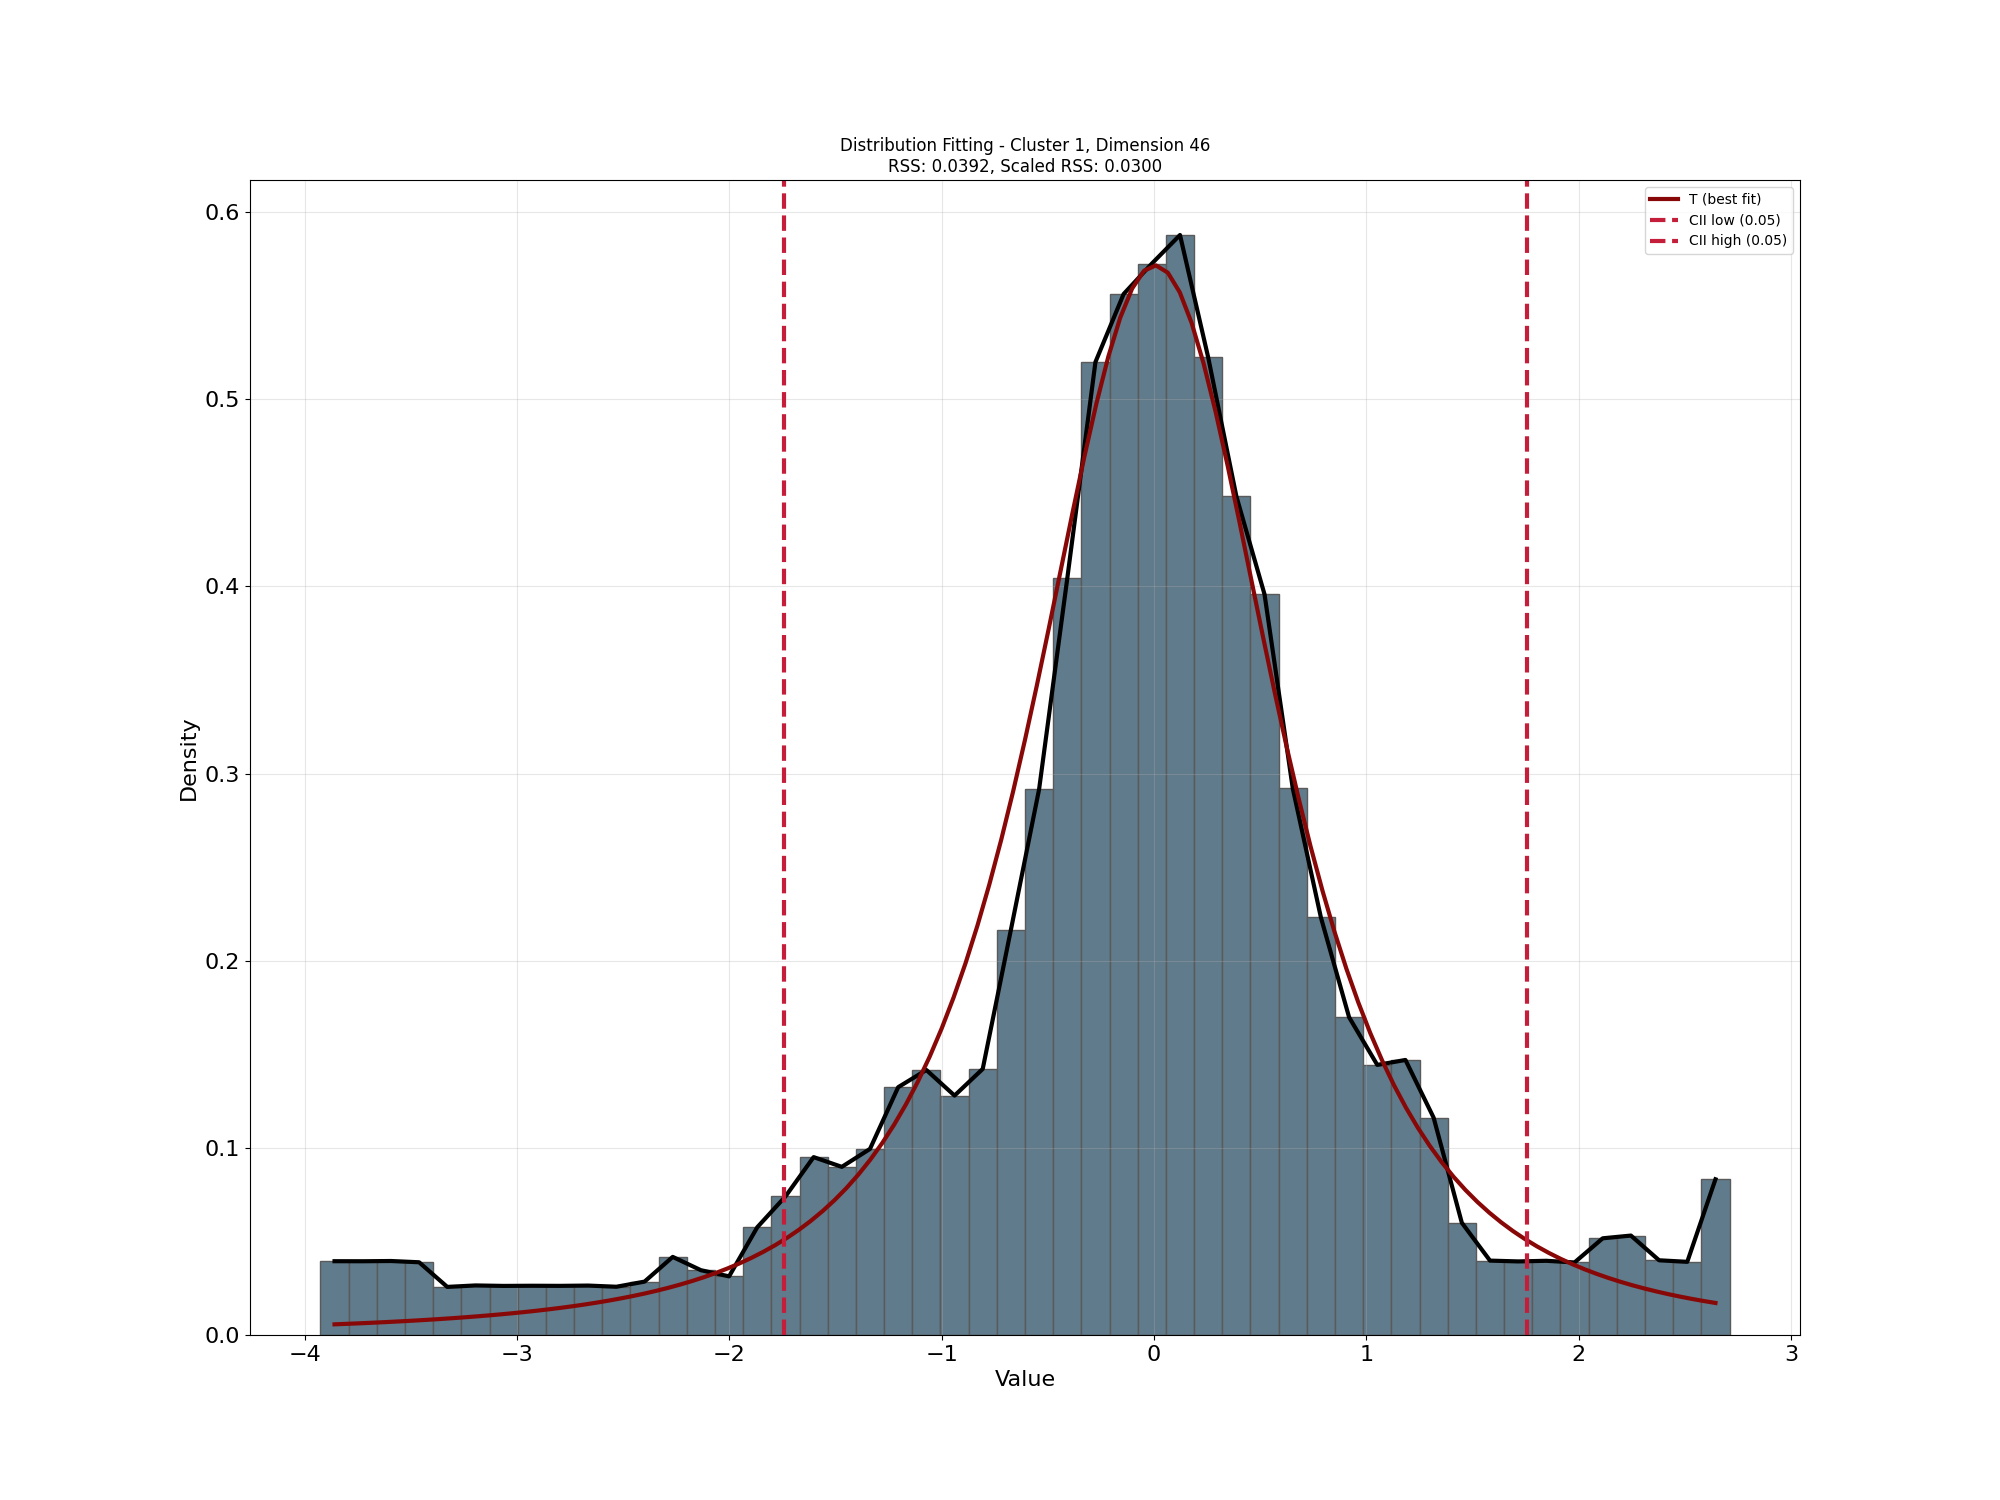 Distribution Fitting - Cluster 1, Dimension 46
RSS: 0.0392, Scaled RSS: 0.0300
T (best fit)
CII low (0.05)
CII high (0.05)
Density
0.6
0.5
0.4
0.3
0.2
0.1
0.0
−4 −3 −2 −1 0 1 2 3
Value